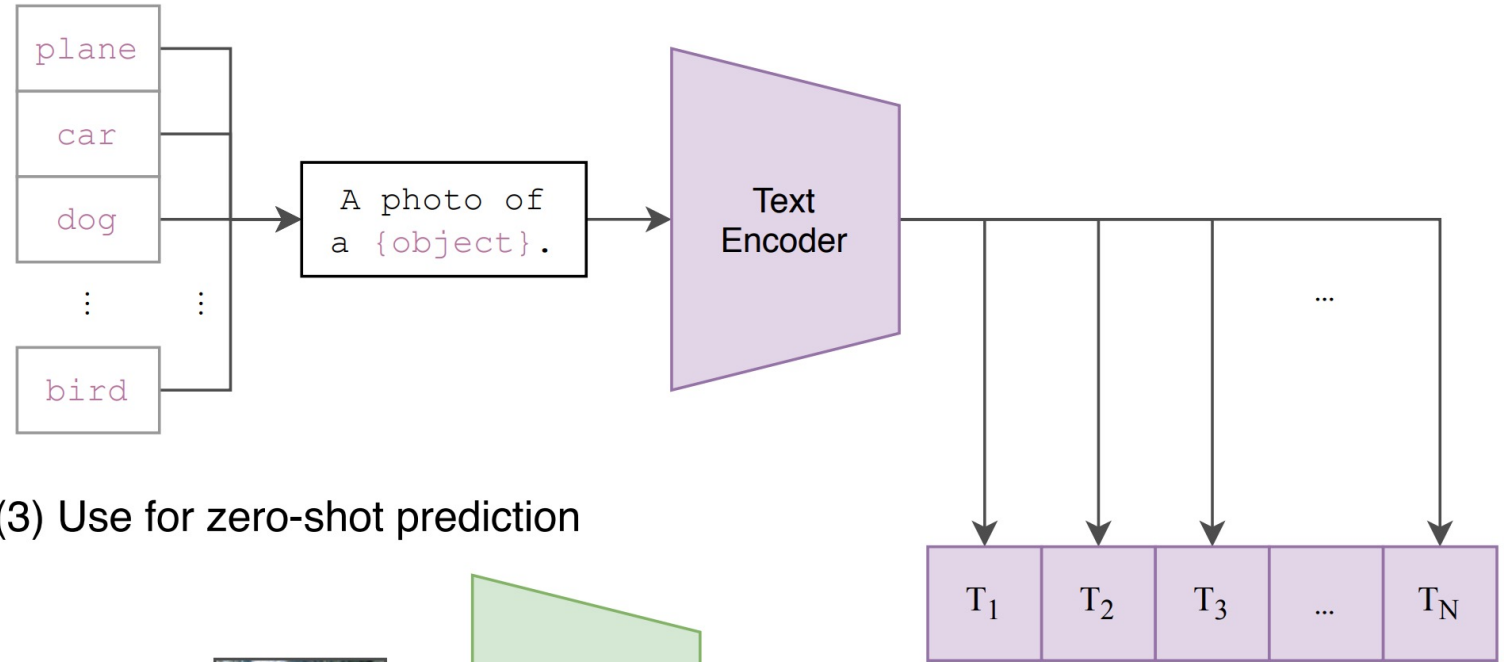 plane
car
dog
⋮ ⋮
bird
A photo of
a {object}.
Text
Encoder
...
(3) Use for zero-shot prediction
T1 T2 T3 ... TN